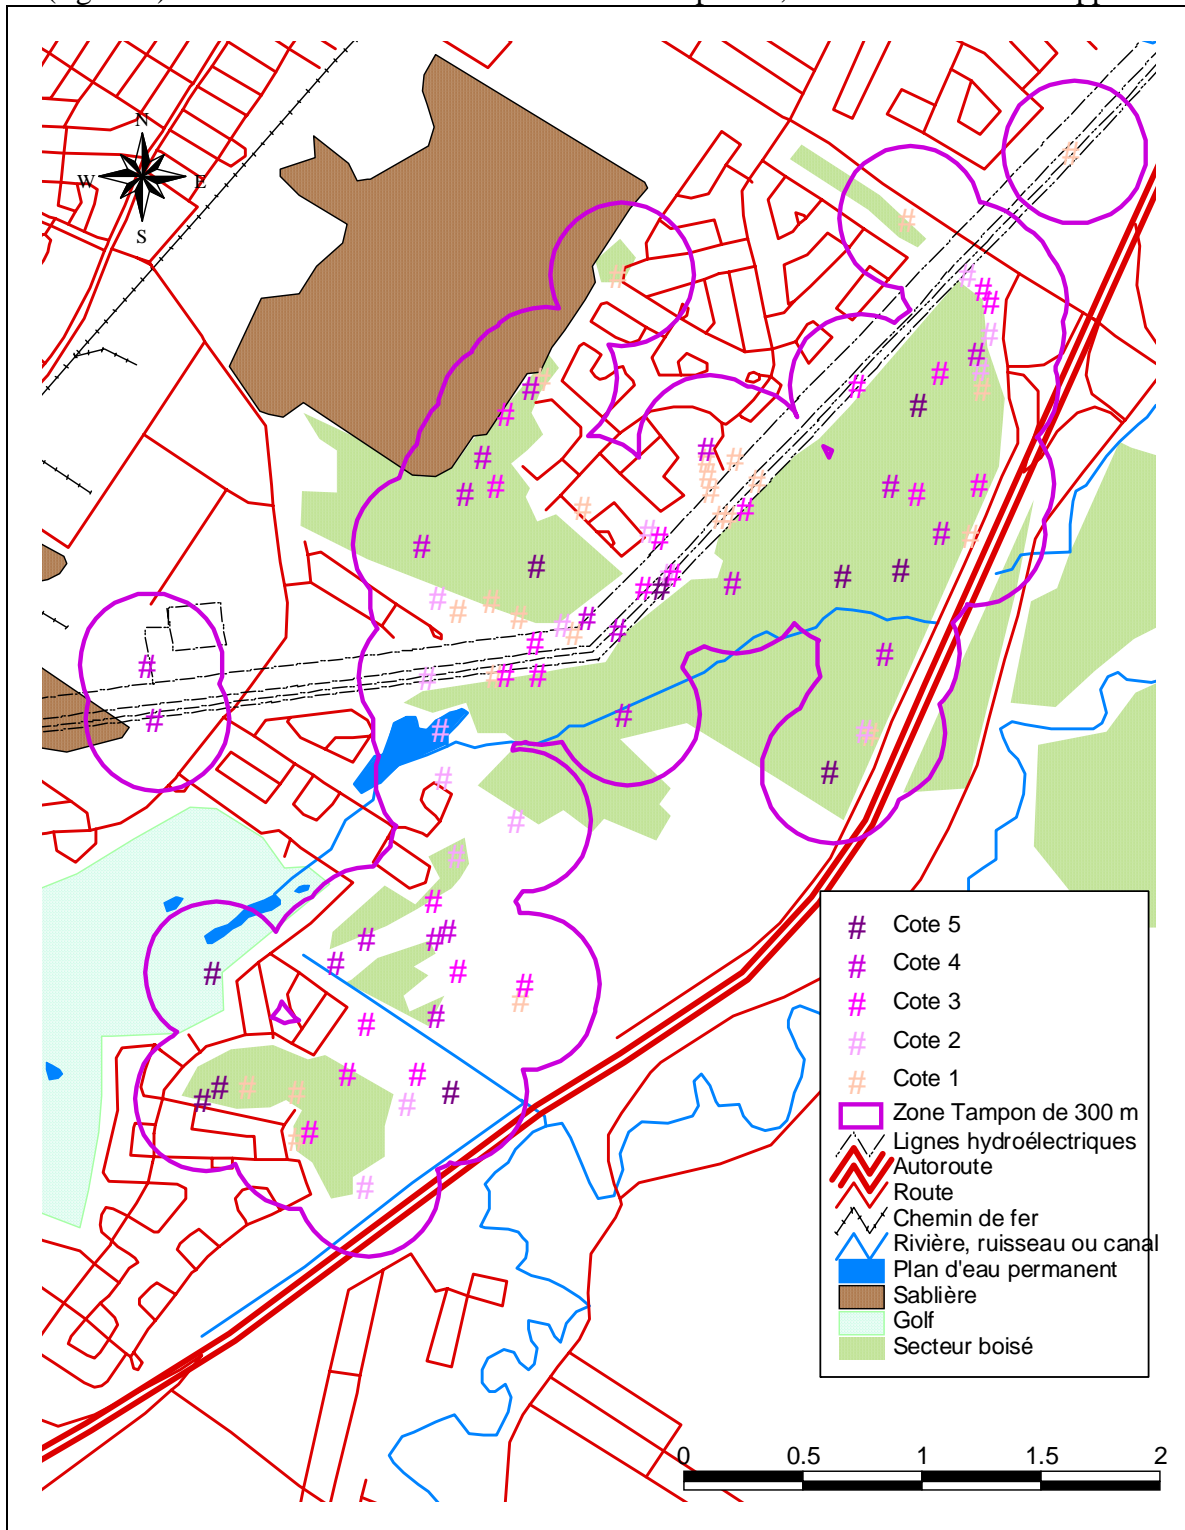 N
W E
S
Cote 5
Cote 4
Cote 3
Cote 2
Cote 1
Zone Tampon de 300 m
Lignes hydroélectriques
Autoroute
Route
Chemin de fer
Rivière, ruisseau ou canal
Plan d'eau permanent
Sablière
Golf
Secteur boisé
0 0.5 1 1.5 2